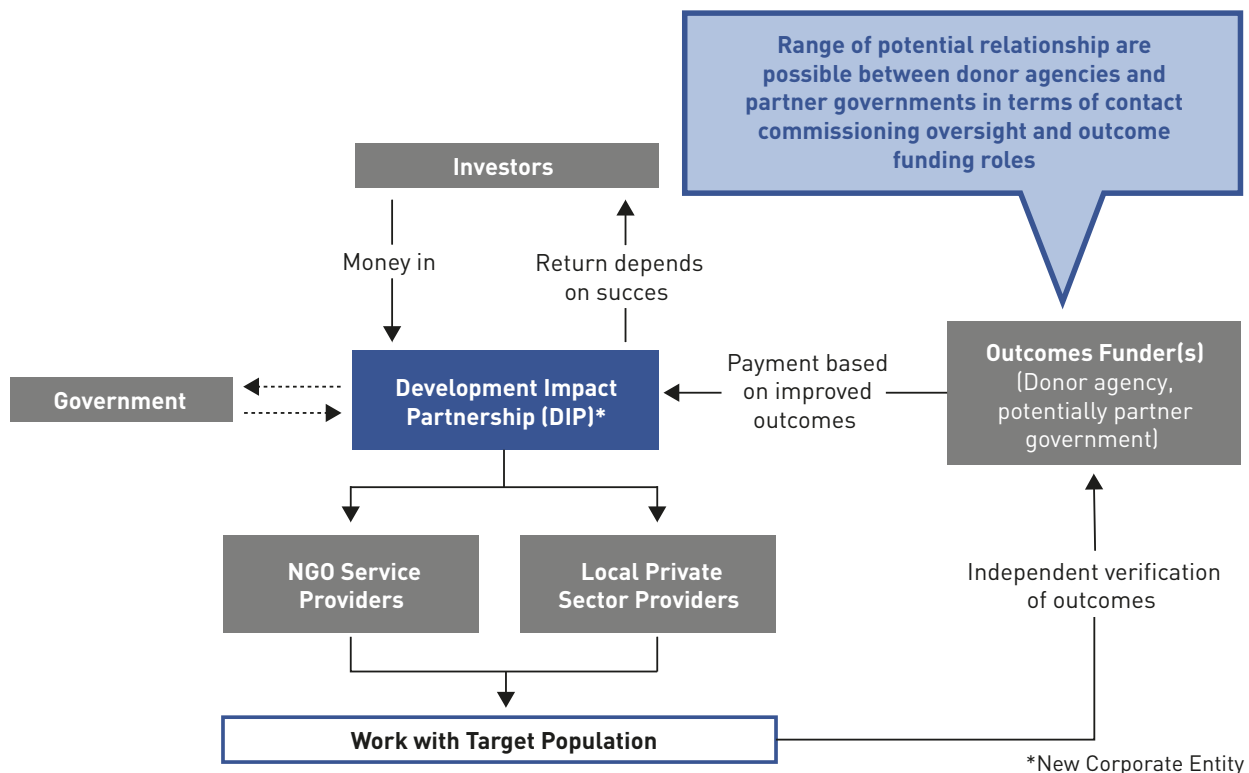 Range of potential relationship are
possible between donor agencies and
partner governments in terms of contact
commissioning oversight and outcome
funding roles
Investors
Money in
Return depends
on succes
Government
Development Impact
Partnership (DIP)*
Payment based
on improved
outcomes
Outcomes Funder(s)
(Donor agency,
potentially partner
government)
NGO Service
Providers
Local Private
Sector Providers
Independent verification
of outcomes
Work with Target Population
*New Corporate Entity